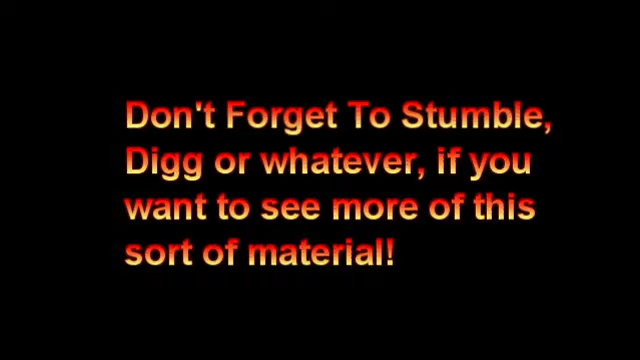 Don't Forget To Stumble,
Digg or whatever, if you
want to see more of this
sort of material!